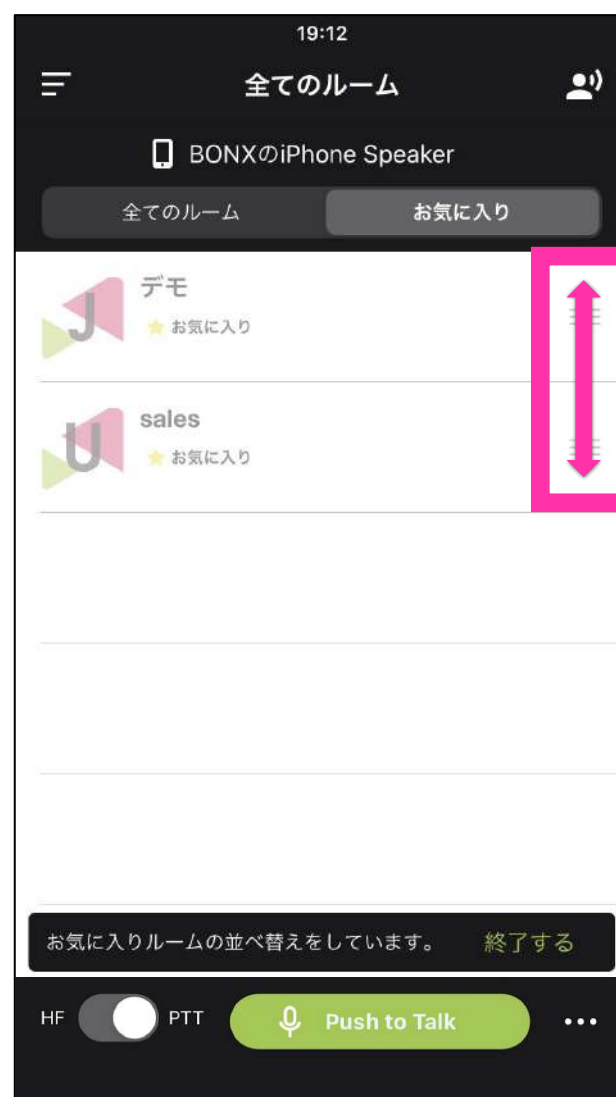 19:12
全てのルーム
BONXのiPhone Speaker
全てのルーム お気に入り
J
デモ
お気に入り
U
sales
お気に入り
お気に入りルームの並べ替えをしています。 終了する
HF PTT Push to Talk